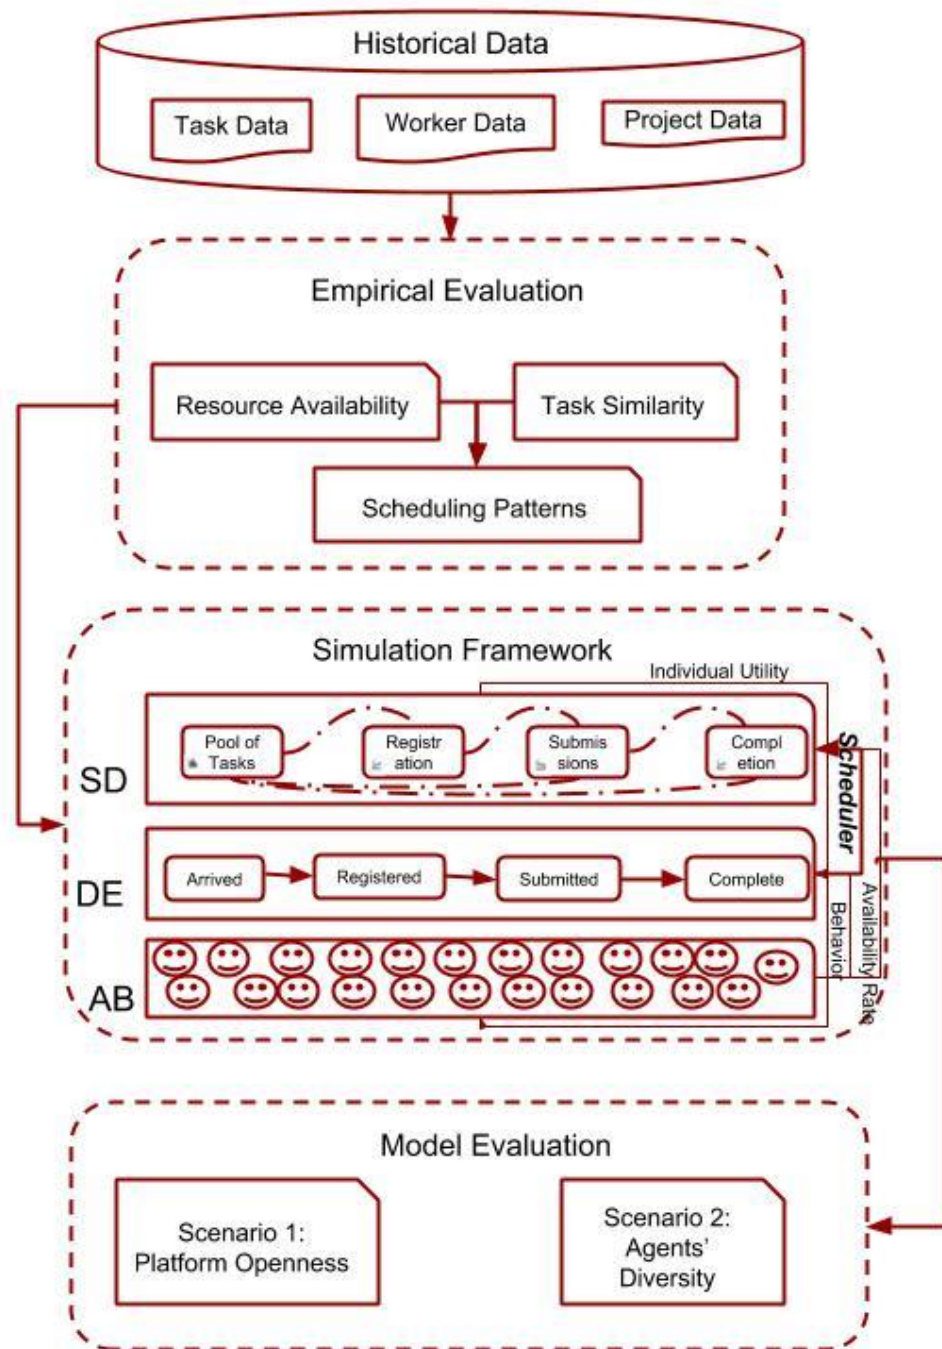 Historical Data
Task Data
Worker Data
Project Data
Empirical Evaluation
Resource Availability
Task Similarity
Scheduling Patterns
Simulation Framework
Individual Utility
SD
Pool of
Tasks
Registr
ation
Submis
sions
Compl
etion
Scheduler
DE
Arrived
Registered
Submitted
Complete
Behavior
Availability Rate
AB
Model Evaluation
Scenario 1:
Platform Openness
Scenario 2:
Agents’
Diversity